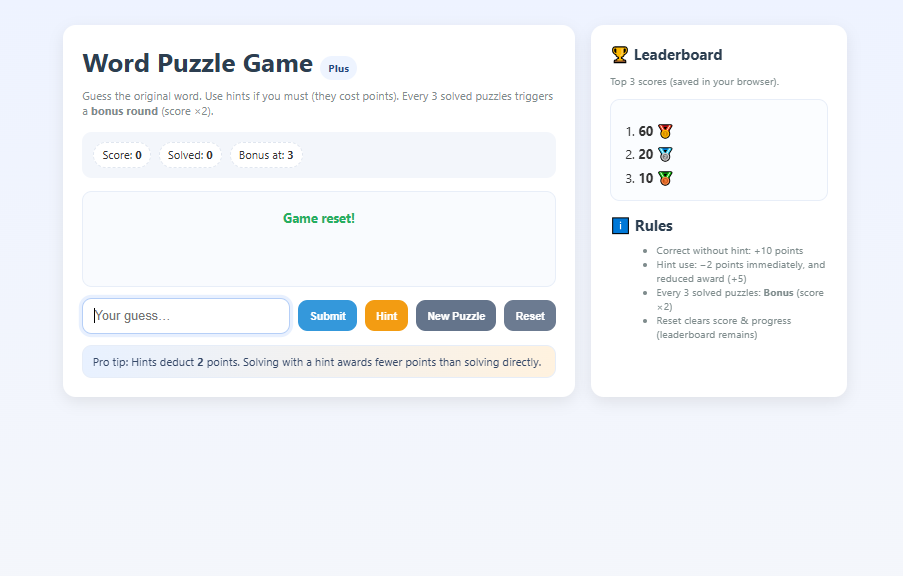 Word Puzzle Game Plus
Guess the original word. Use hints if you must (they cost points). Every 3 solved puzzles triggers
a bonus round (score ×2).
Score: 0 Solved: 0 Bonus at: 3
Game reset!
Your guess...
Submit Hint New Puzzle Reset
Pro tip: Hints deduct 2 points. Solving with a hint awards fewer points than solving directly.
🏆 Leaderboard
Top 3 scores (saved in your browser).
1. 60 🥇
2. 20 🥈
3. 10 🥉
ℹ️ Rules
• Correct without hint: +10 points
• Hint use: −2 points immediately, and
reduced award (+5)
• Every 3 solved puzzles: Bonus (score
×2)
• Reset clears score & progress
(leaderboard remains)